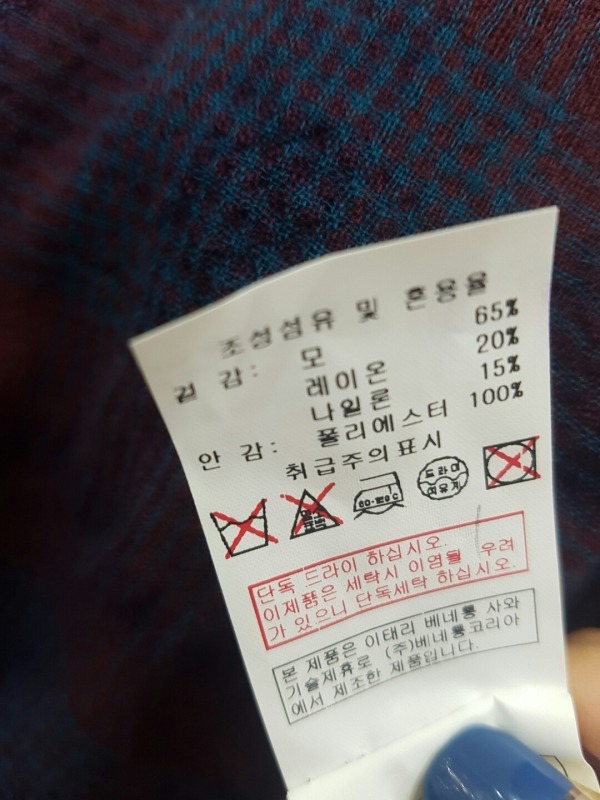 조성섬유 및 혼용율
겉 감: 모 65%
레이온 20%
나일론 15%
안 감: 폴리에스터 100%
취급주의표시
드라이
석유계
단독 드라이 하십시오.
이제품은 세탁시 이염될 우려
가 있으니 단독세탁 하십시오.
본 제품은 이태리 베네통 사와
기술제휴로 (주)베네통코리아
에서 제조한 제품입니다.